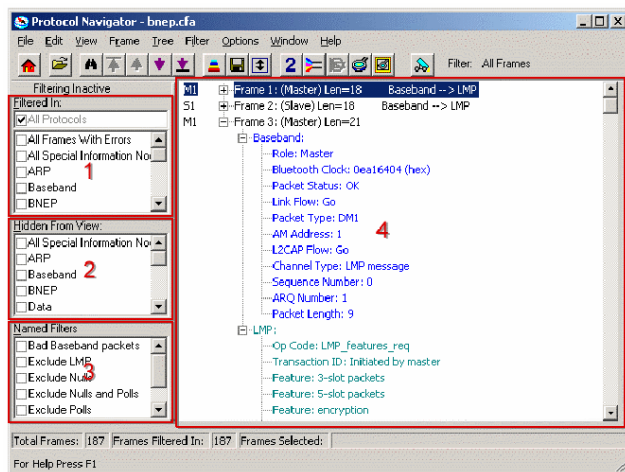 Protocol Navigator - bnep.cfa
File Edit View Frame Tree Filter Options Window Help
2 Filter: All Frames
Filtering Inactive
Filtered In:
All Protocols
All Frames With Errors
All Special Information No
ARP
Baseband
BNEP
1
Hidden From View:
All Special Information No
ARP
Baseband
BNEP
Data
2
Named Filters
Bad Baseband packets
Exclude LMP
Exclude Nulls
Exclude Nulls and Polls
Exclude Polls
3
M1 Frame 1: (Master) Len=18 Baseband --> LMP
S1 Frame 2: (Slave) Len=18 Baseband --> LMP
M1 Frame 3: (Master) Len=21
Baseband:
Role: Master
Bluetooth Clock: 0ea16404 (hex)
Packet Status: OK
Link Flow: Go
Packet Type: DM1
AM Address: 1
L2CAP Flow: Go
Channel Type: LMP message
Sequence Number: 0
ARQ Number: 1
Packet Length: 9
4
LMP:
Op Code: LMP_features_req
Transaction ID: Initiated by master
Feature: 3-slot packets
Feature: 5-slot packets
Feature: encryption
Total Frames: 187 Frames Filtered In: 187 Frames Selected:
For Help Press F1